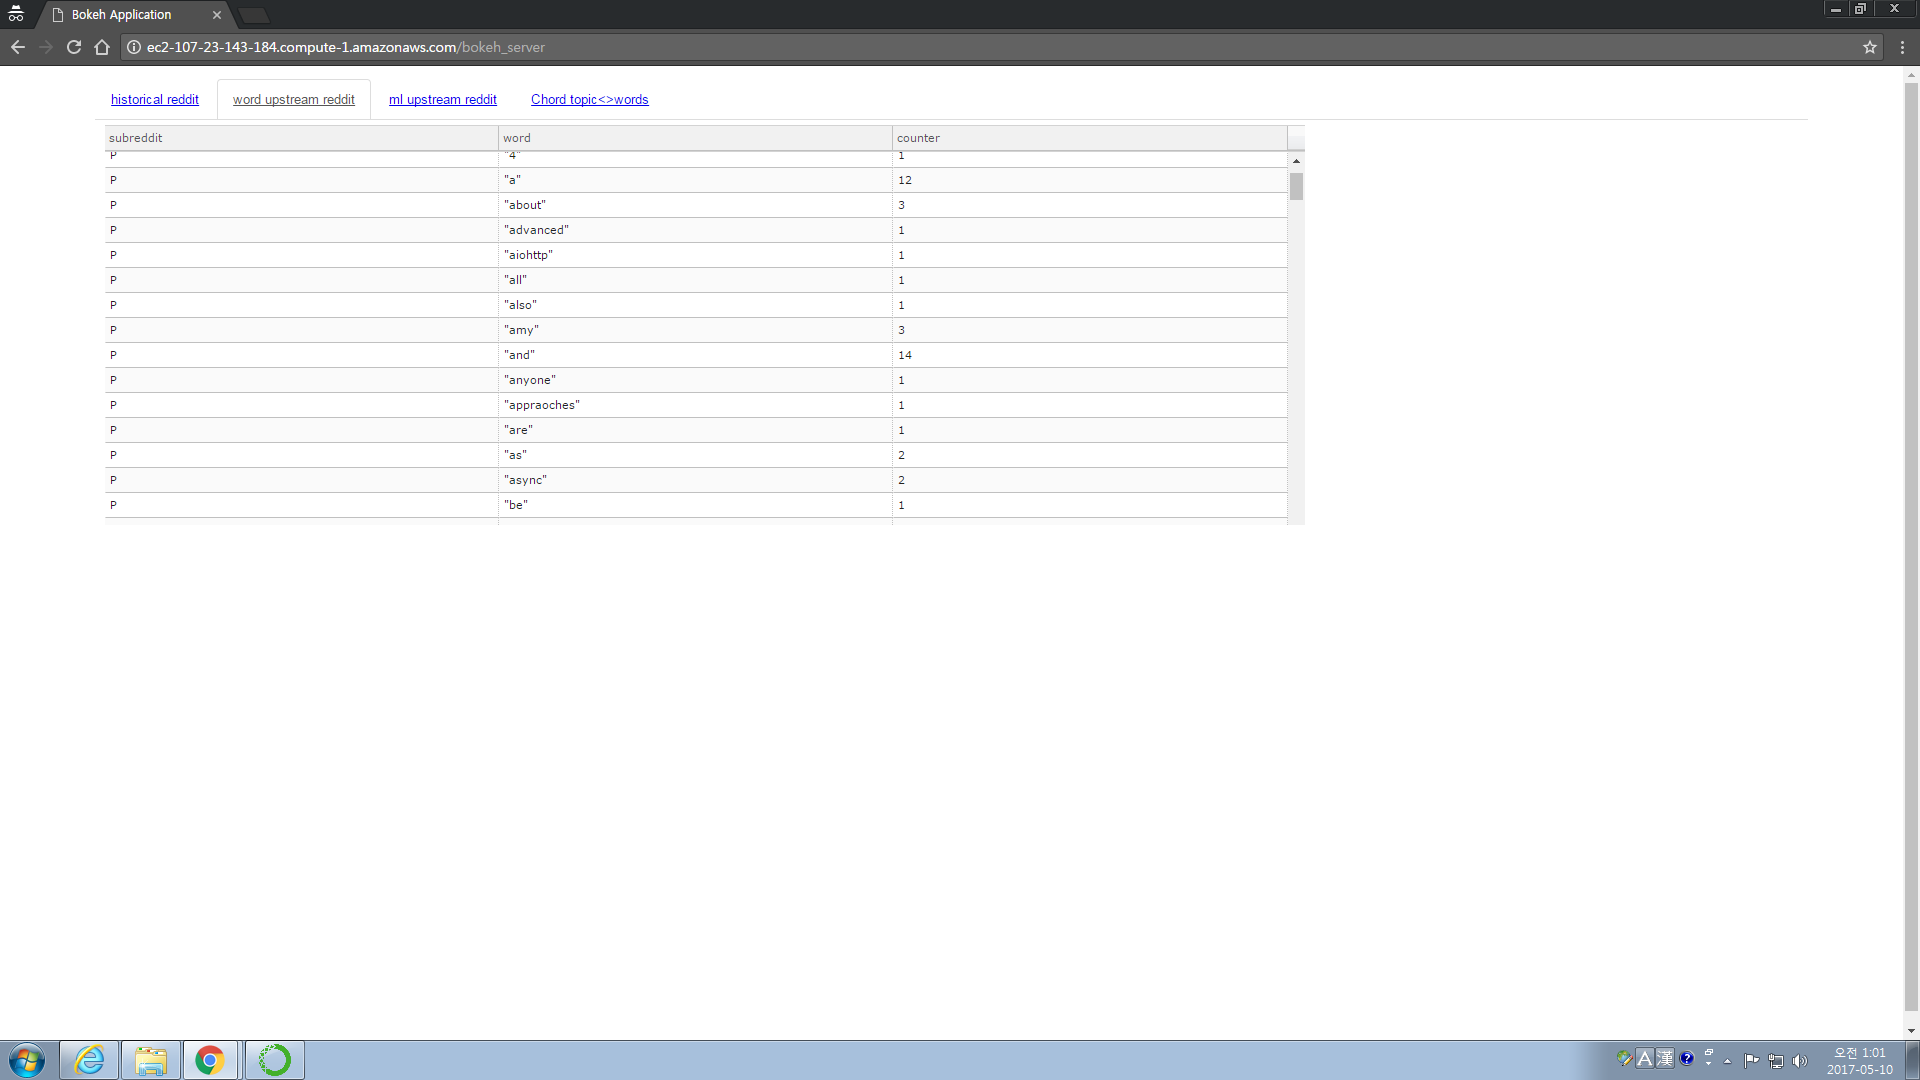 Bokeh Application
ec2-107-23-143-184.compute-1.amazonaws.com/bokeh_server
historical reddit word upstream reddit ml upstream reddit Chord topic<>words
subreddit word counter
P "4" 1
P "a" 12
P "about" 3
P "advanced" 1
P "aiohttp" 1
P "all" 1
P "also" 1
P "amy" 3
P "and" 14
P "anyone" 1
P "appraoches" 1
P "are" 1
P "as" 2
P "async" 2
P "be" 1
A 漢 오전 1:01
2017-05-10